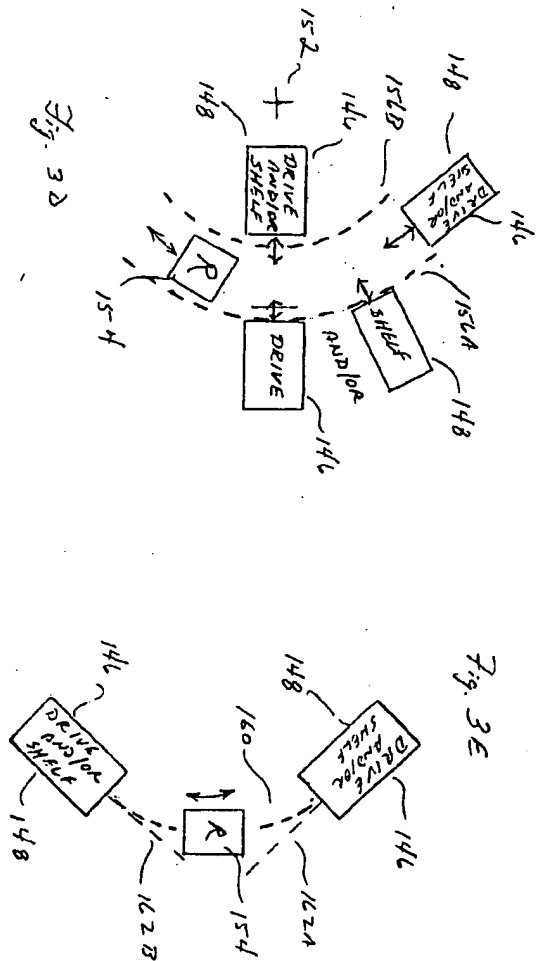 Fig. 3E
148
DRIVE
AND/OR
SHELF
146
160
162A
R
154
162B
146
DRIVE
AND/OR
SHELF
148
148
DRIVE
AND/OR
SHELF
146
156A
SHELF
148
AND/OR
DRIVE
146
156B
146
DRIVE
AND/OR
SHELF
148
152
R
154
Fig. 3D